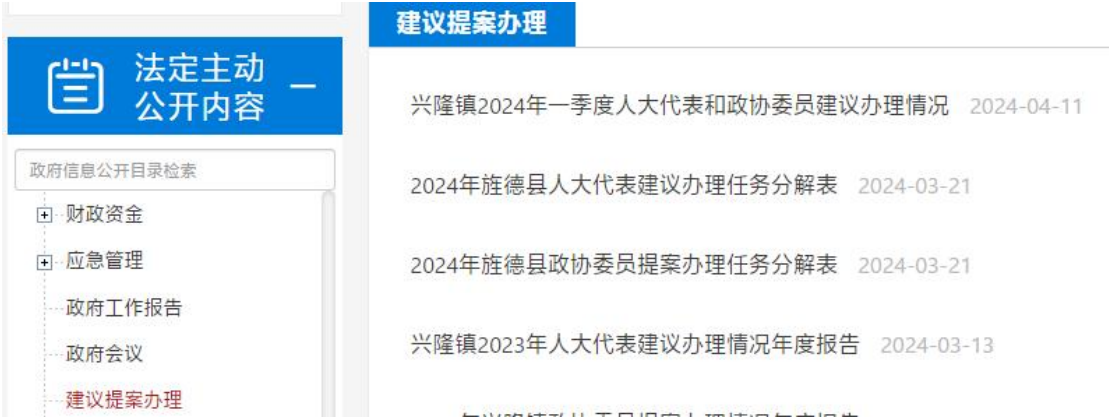 法定主动
公开内容
政府信息公开目录检索
财政资金
应急管理
政府工作报告
政府会议
建议提案办理
建议提案办理
兴隆镇2024年一季度人大代表和政协委员建议办理情况 2024-04-11
2024年旌德县人大代表建议办理任务分解表 2024-03-21
2024年旌德县政协委员提案办理任务分解表 2024-03-21
兴隆镇2023年人大代表建议办理情况年度报告 2024-03-13